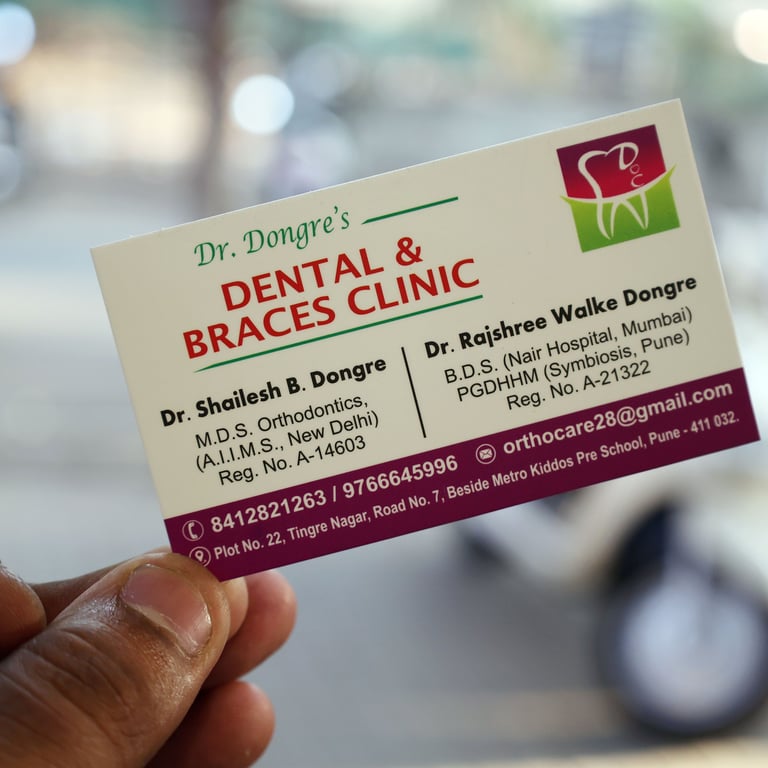 Dr. Dongre's
DENTAL &
BRACES CLINIC
DOC
Dr. Shailesh B. Dongre
M.D.S. Orthodontics,
(A.I.I.M.S., New Delhi)
Reg. No. A-14603
Dr. Rajshree Walke Dongre
B.D.S. (Nair Hospital, Mumbai)
PGDHHM (Symbiosis, Pune)
Reg. No. A-21322
8412821263 / 9766645996
orthocare28@gmail.com
Plot No. 22, Tingre Nagar, Road No. 7, Beside Metro Kiddos Pre School, Pune - 411 032.